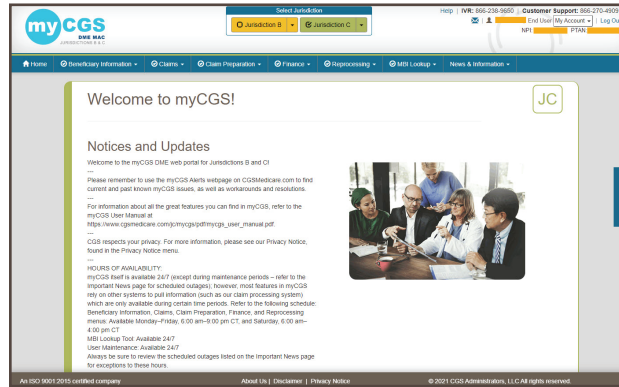 myCGS
DME MAC
JURISDICTIONS B & C
Select Jurisdiction
Jurisdiction B
Jurisdiction C
Help | IVR: 866-238-9650 | Customer Support: 866-270-4909
End User My Account | Log Out
NPI PTAN
Home Beneficiary Information Claims Claim Preparation Finance Reprocessing MBI Lookup News & Information
Welcome to myCGS!
JC
Notices and Updates
Welcome to the myCGS DME web portal for Jurisdictions B and C!
---
Please remember to use the myCGS Alerts webpage on CGSMedicare.com to find
current and past known myCGS issues, as well as workarounds and resolutions.
---
For information about all the great features you can find in myCGS, refer to the
myCGS User Manual at
https://www.cgsmedicare.com/jc/mycgs/pdf/mycgs_user_manual.pdf.
---
CGS respects your privacy. For more information, please see our Privacy Notice,
found in the Privacy Notice menu.
---
HOURS OF AVAILABILITY:
myCGS itself is available 24/7 (except during maintenance periods – refer to the
Important News page for scheduled outages); however, most features in myCGS
rely on other systems to pull information (such as our claim processing system)
which are only available during certain time periods. Refer to the following schedule:
Beneficiary Information, Claims, Claim Preparation, Finance, and Reprocessing
menus: Available Monday–Friday, 6:00 am–9:00 pm CT, and Saturday, 6:00 am–
4:00 pm CT
MBI Lookup Tool: Available 24/7
User Maintenance: Available 24/7
Always be sure to review the scheduled outages listed on the Important News page
for exceptions to these hours.
An ISO 9001:2015 certified company
About Us | Disclaimer | Privacy Notice
© 2021 CGS Administrators, LLC All rights reserved.